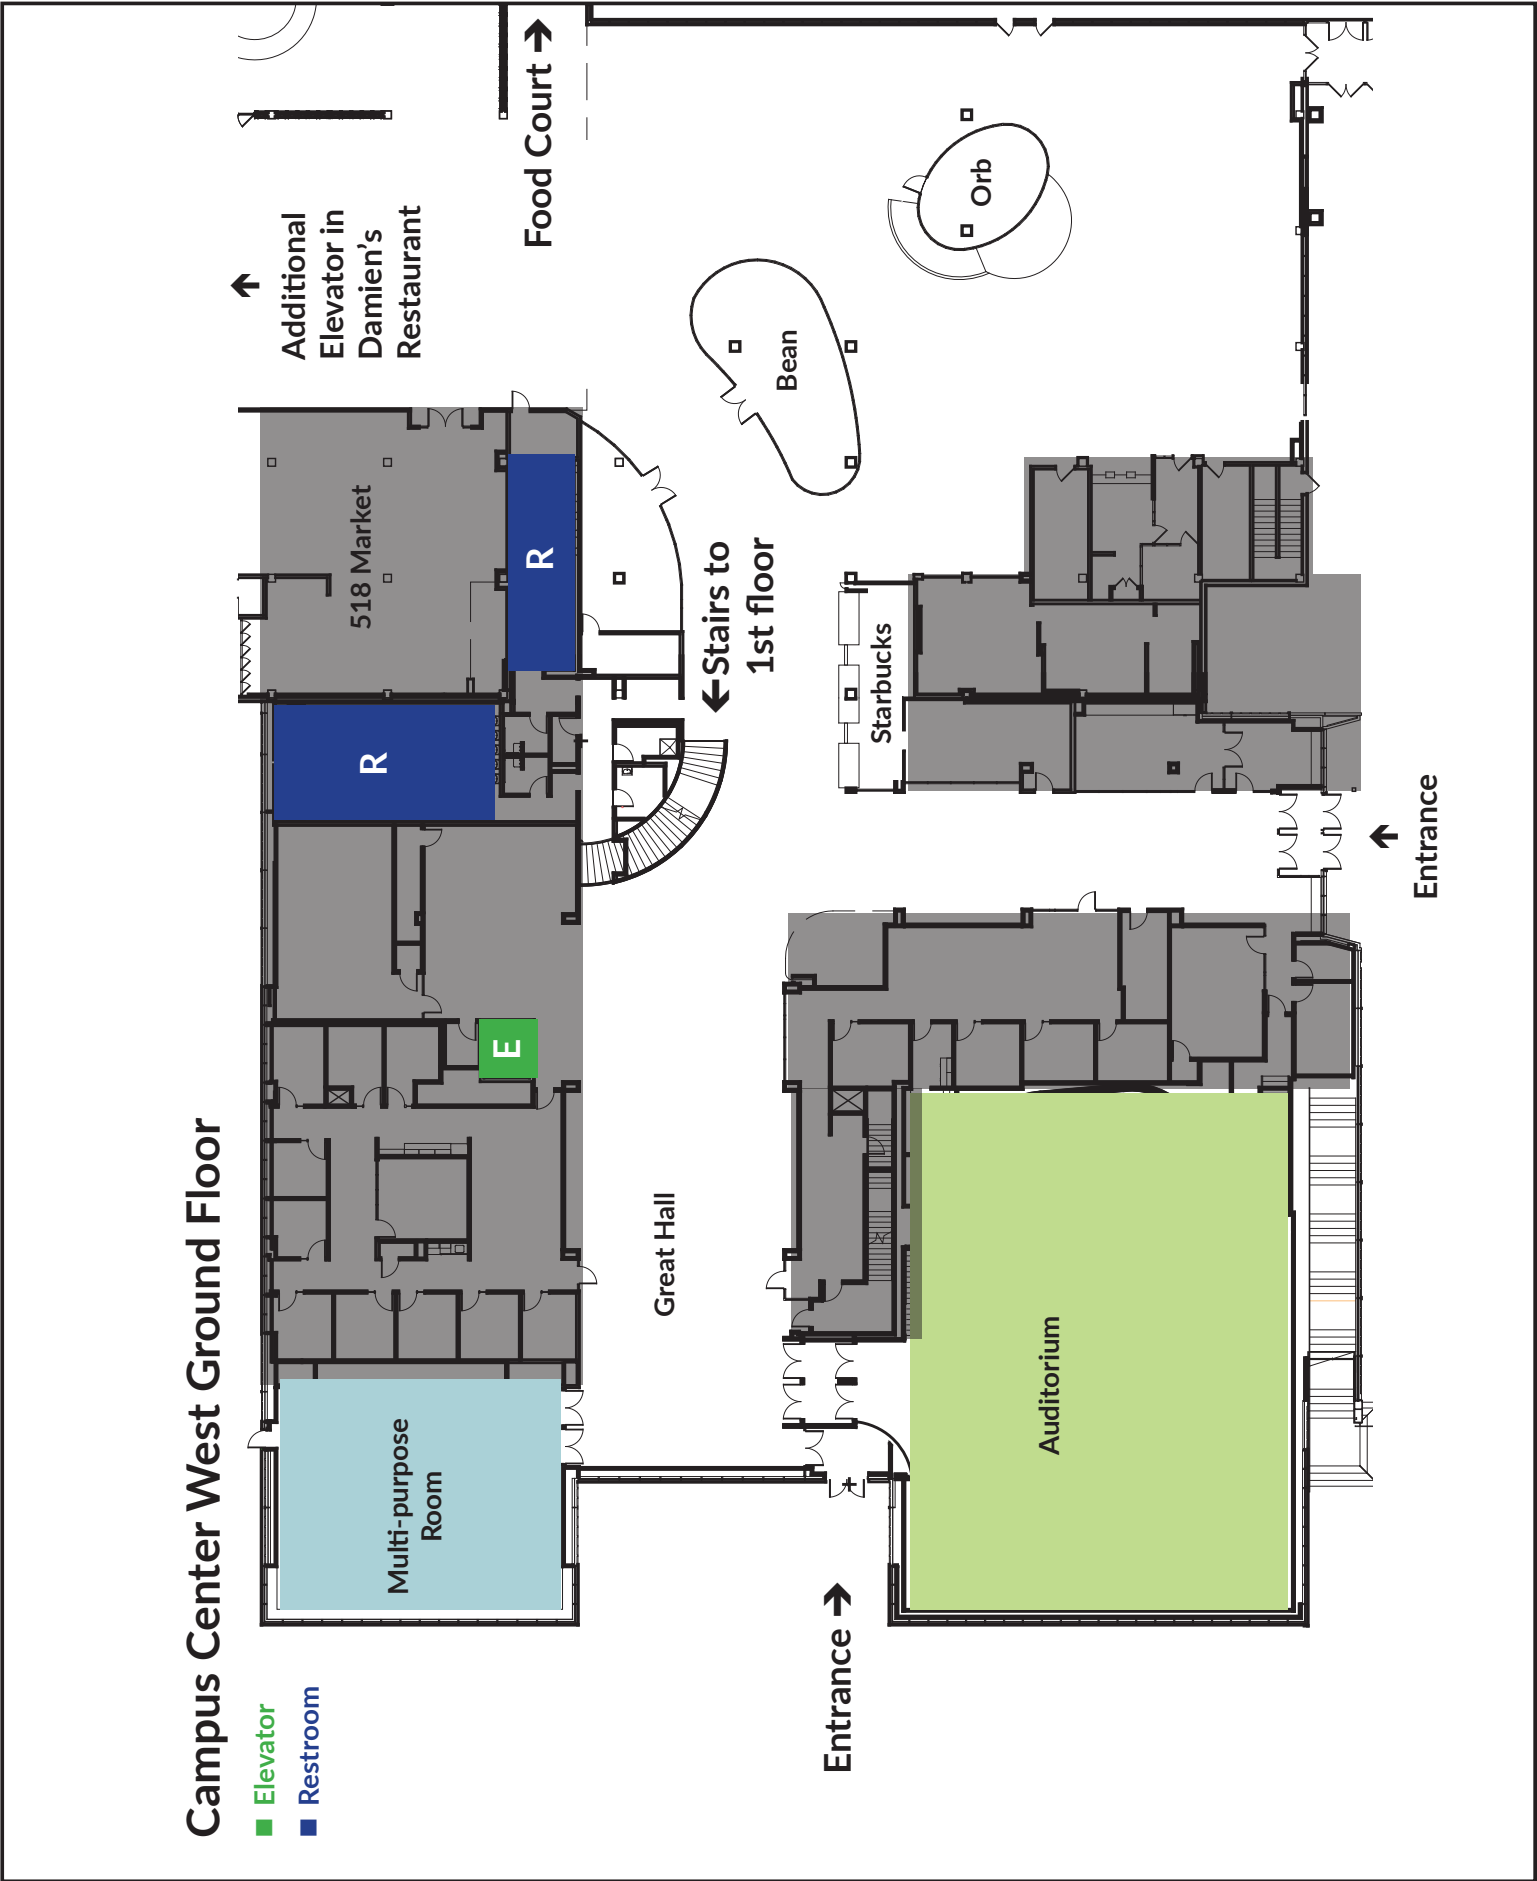 Campus Center West Ground Floor
Elevator
Restroom
Additional
Elevator in
Damien's
Restaurant
Food Court
518 Market
R
R
E
Multi-purpose
Room
Great Hall
Stairs to
1st floor
Bean
Orb
Starbucks
Auditorium
Entrance
Entrance